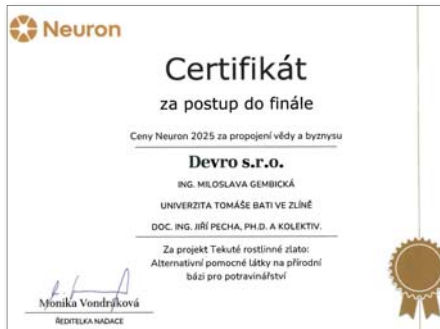 Neuron
Certifikát
za postup do finále
Ceny Neuron 2025 za propojení vědy a byznysu
Devro s.r.o.
ING. MILOSLAVA GEMBICKÁ
UNIVERZITA TOMÁŠE BATI VE ZLÍNĚ
DOC. ING. JIŘÍ PECHA, PH.D. A KOLEKTIV.
Za projekt Tekuté rostlinné zlato:
Alternativní pomocné látky na přírodní
bázi pro potravinářství
Monika Vondráková
ŘEDITELKA NADACE